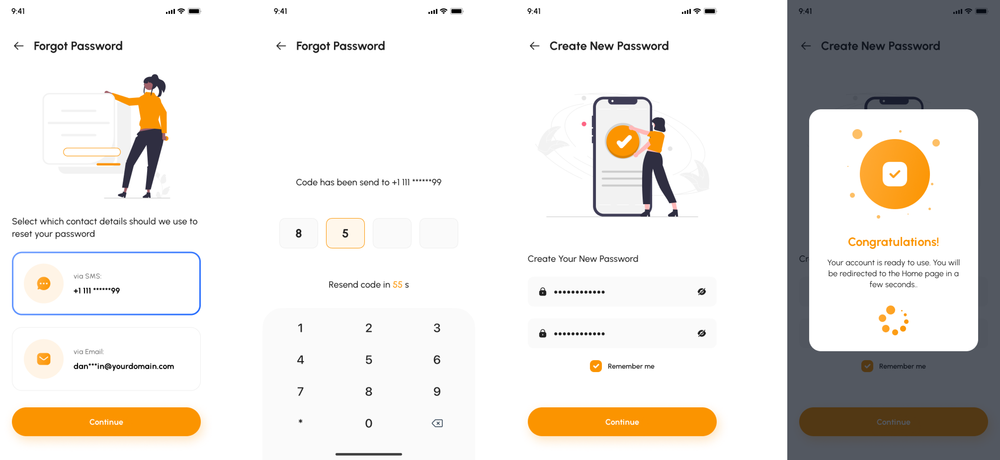 9:41
Forgot Password
Select which contact details should we use to
reset your password
via SMS:
+1 111 ******99
via Email:
dan***in@yourdomain.com
Continue
9:41
Forgot Password
Code has been send to +1 111 ******99
8 5
Resend code in 55 s
1 2 3
4 5 6
7 8 9
* 0
9:41
Create New Password
Create Your New Password
••••••••••••
••••••••••••
Remember me
Continue
9:41
Create New Password
Congratulations!
Cr
Your account is ready to use. You will
be redirected to the Home page in a
few seconds..
Remember me
Continue